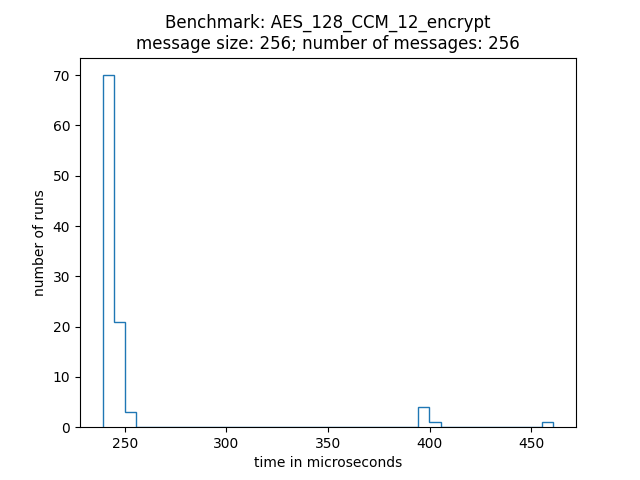 Benchmark: AES_128_CCM_12_encrypt
message size: 256; number of messages: 256
70
60
50
40
30
20
10
0
number of runs
250 300 350 400 450
time in microseconds